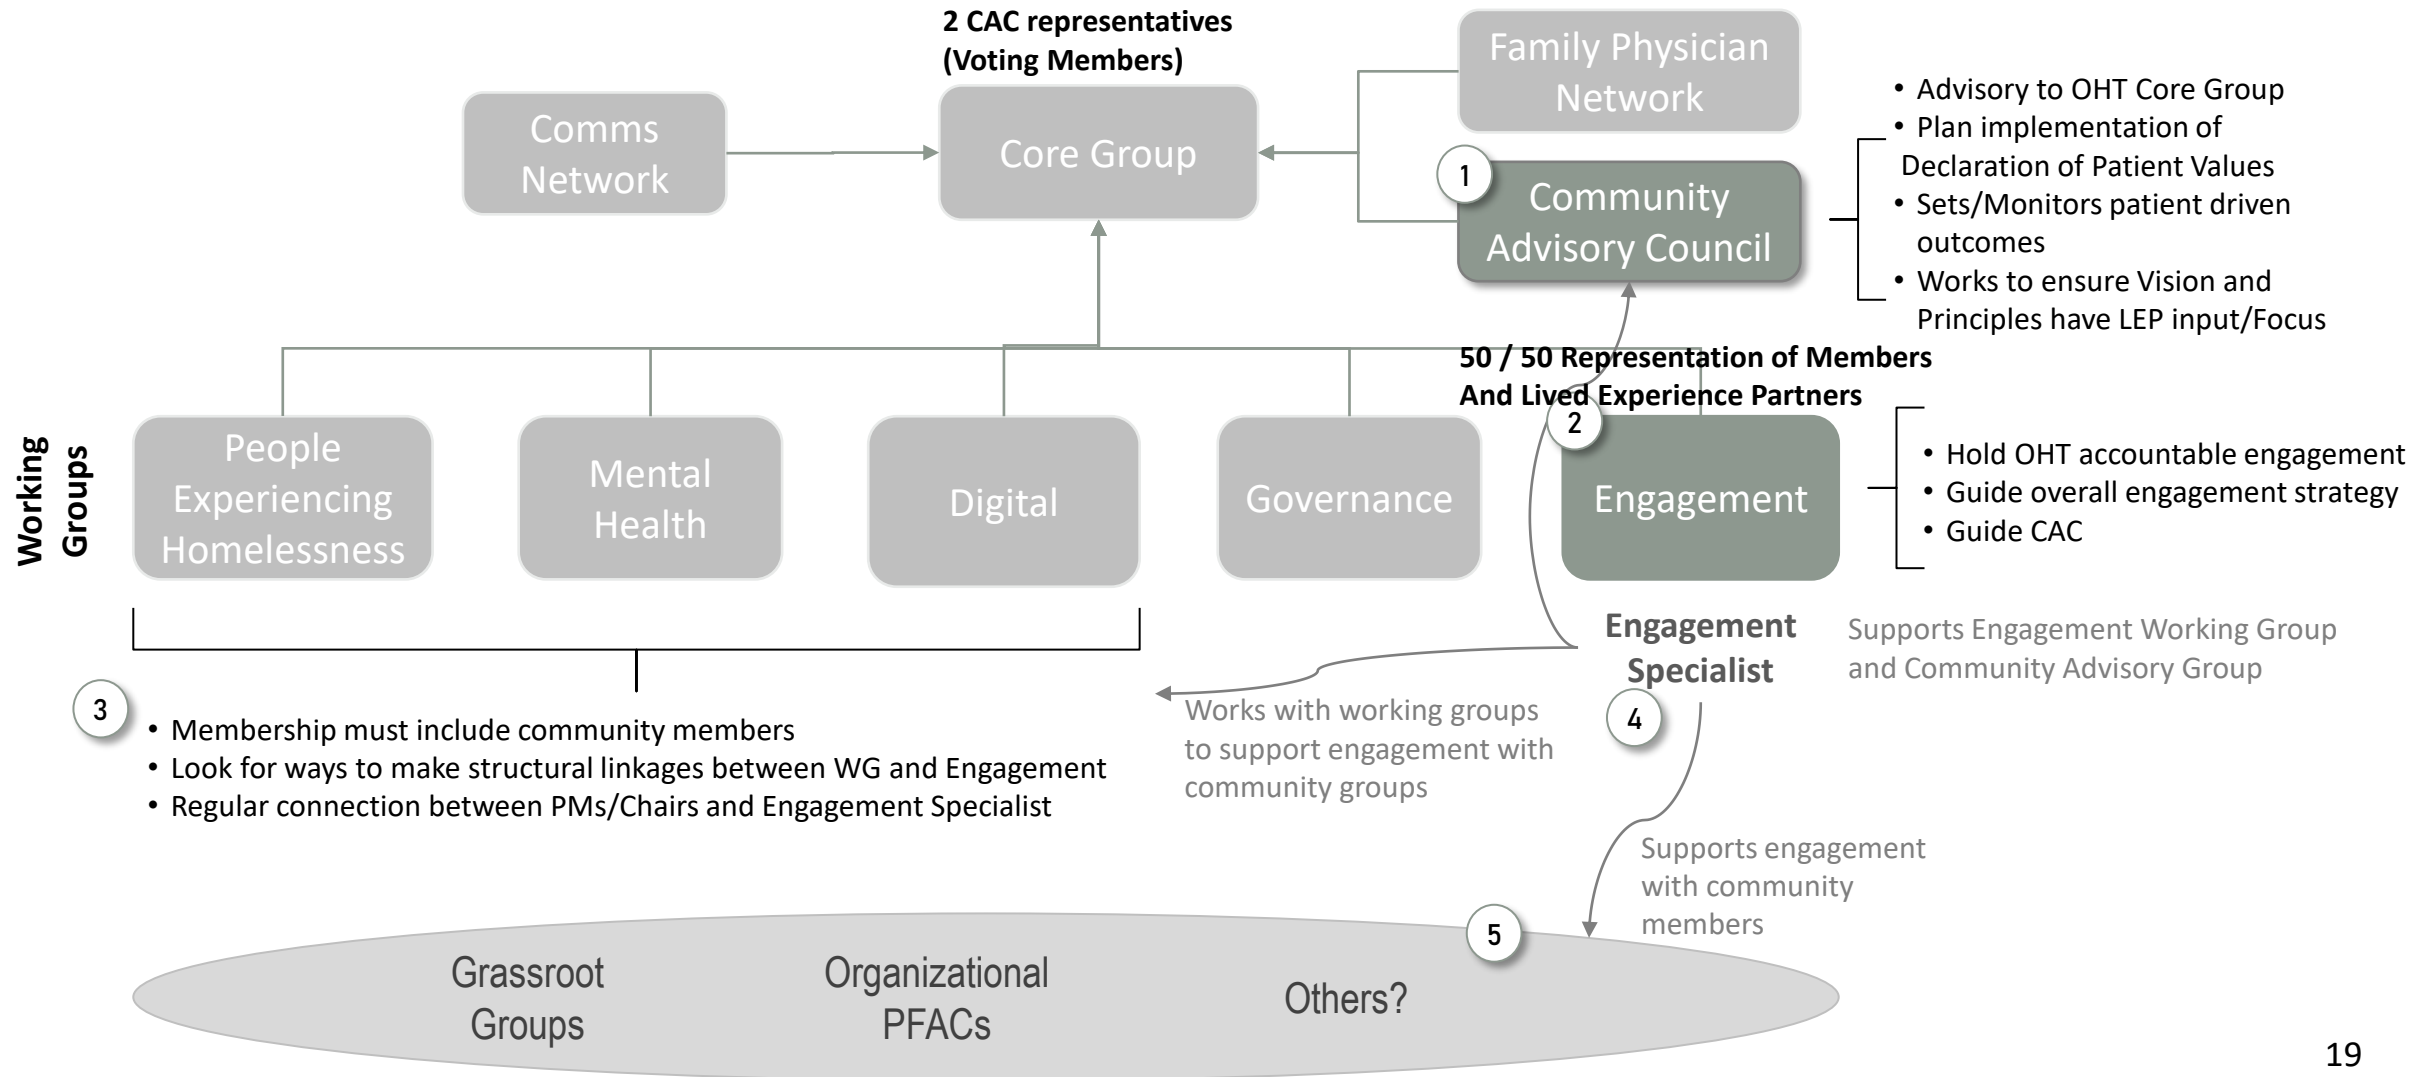 2 CAC representatives
(Voting Members)
Comms
Network
Core Group
Family Physician
Network
1
Community
Advisory Council
• Advisory to OHT Core Group
• Plan implementation of
Declaration of Patient Values
• Sets/Monitors patient driven
outcomes
• Works to ensure Vision and
Principles have LEP input/Focus
50 / 50 Representation of Members
And Lived Experience Partners
Working
Groups
People
Experiencing
Homelessness
Mental
Health
Digital
Governance
2
Engagement
• Hold OHT accountable engagement
• Guide overall engagement strategy
• Guide CAC
Engagement
Specialist
4
Supports Engagement Working Group
and Community Advisory Group
3
• Membership must include community members
• Look for ways to make structural linkages between WG and Engagement
• Regular connection between PMs/Chairs and Engagement Specialist
Works with working groups
to support engagement with
community groups
Supports engagement
with community
members
5
Grassroot
Groups
Organizational
PFACs
Others?
19